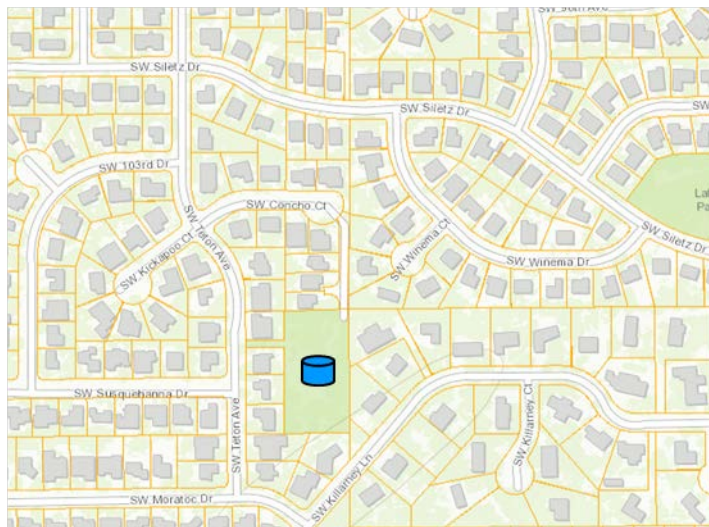 SW 90th Ave
SW Siletz Dr
SW Siletz Dr
SW 103rd Dr
SW Concho Ct
SW Teton Ave
SW Kickapoo Ct
SW Winema Ct
SW Winema Dr
SW Siletz Dr
SW Susquehanna Dr
SW Teton Ave
SW Killarney Ct
SW Killarney Ln
SW Moratoc Dr